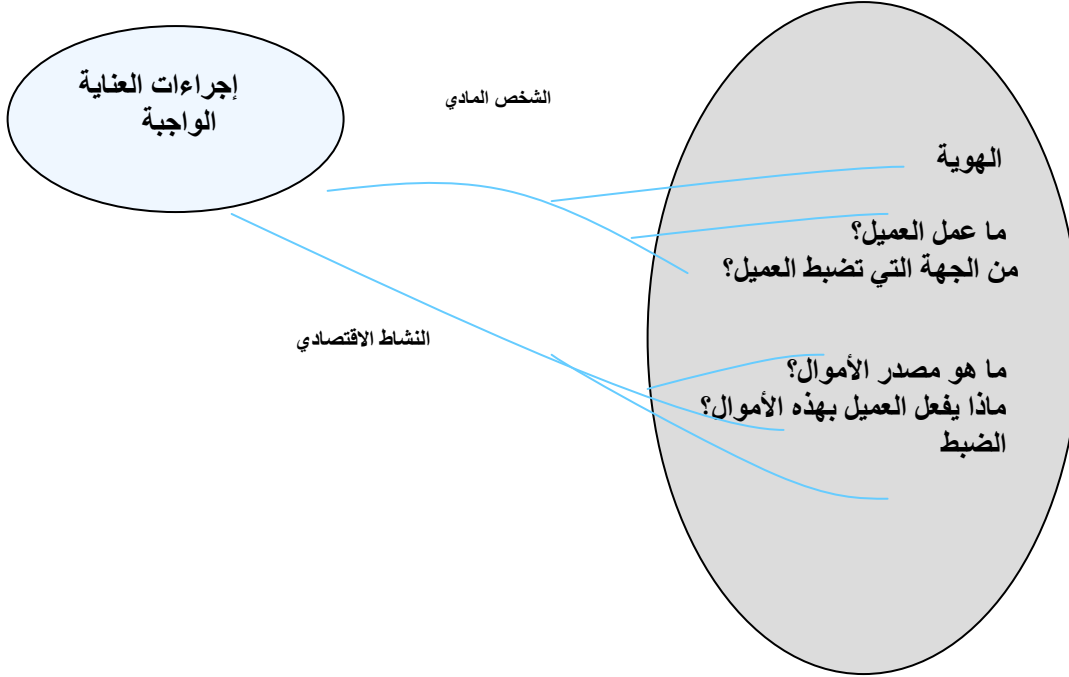 إجراءات العناية
الواجبة
الشخص المادي
الهوية
ما عمل العميل؟
من الجهة التي تضبط العميل؟
النشاط الاقتصادي
ما هو مصدر الأموال؟
ماذا يفعل العميل بهذه الأموال؟
الضبط